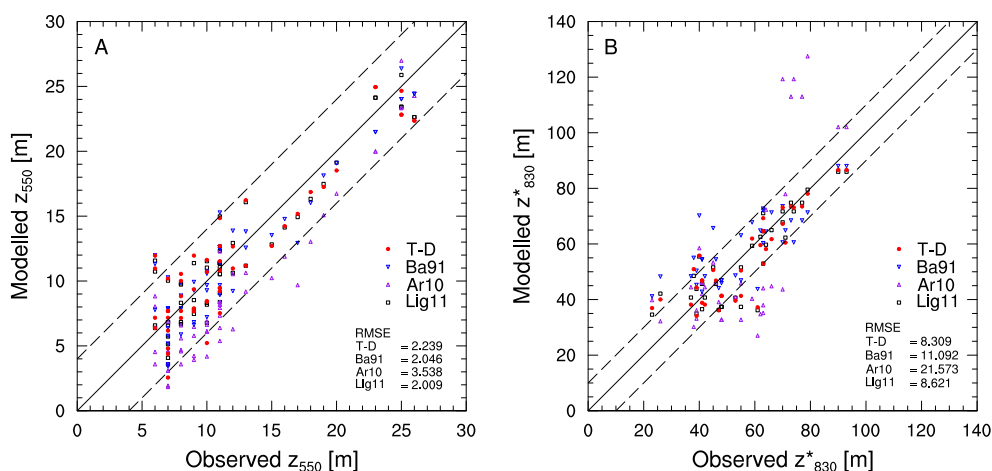 A
Modelled z550 [m]
30
25
20
15
10
5
0
T-D
Ba91
Ar10
Lig11
RMSE
T-D = 2.239
Ba91 = 2.046
Ar10 = 3.538
LIg11 = 2.009
0 5 10 15 20 25 30
Observed z550 [m]
B
Modelled z*830 [m]
140
120
100
80
60
40
20
0
T-D
Ba91
Ar10
Lig11
RMSE
T-D = 8.309
Ba91 = 11.092
Ar10 = 21.573
LIg11 = 8.621
0 20 40 60 80 100 120 140
Observed z*830 [m]